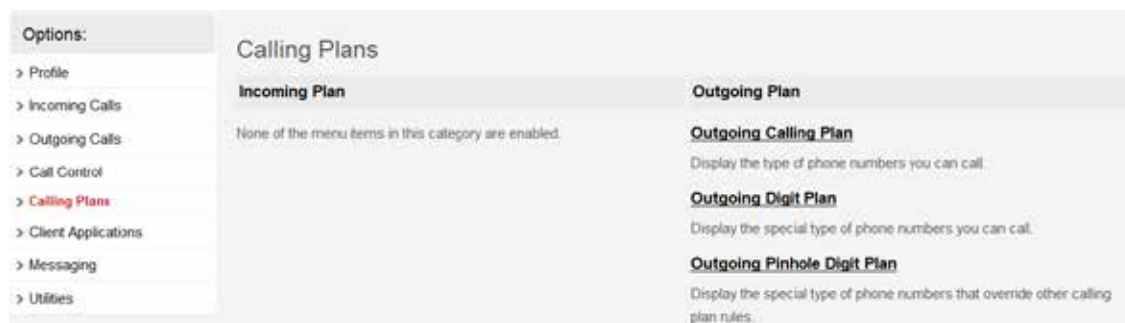 Options:
> Profile
> Incoming Calls
> Outgoing Calls
> Call Control
> Calling Plans
> Client Applications
> Messaging
> Utilities
Calling Plans
Incoming Plan
None of the menu items in this category are enabled.
Outgoing Plan
Outgoing Calling Plan
Display the type of phone numbers you can call.
Outgoing Digit Plan
Display the special type of phone numbers you can call.
Outgoing Pinhole Digit Plan
Display the special type of phone numbers that override other calling
plan rules.